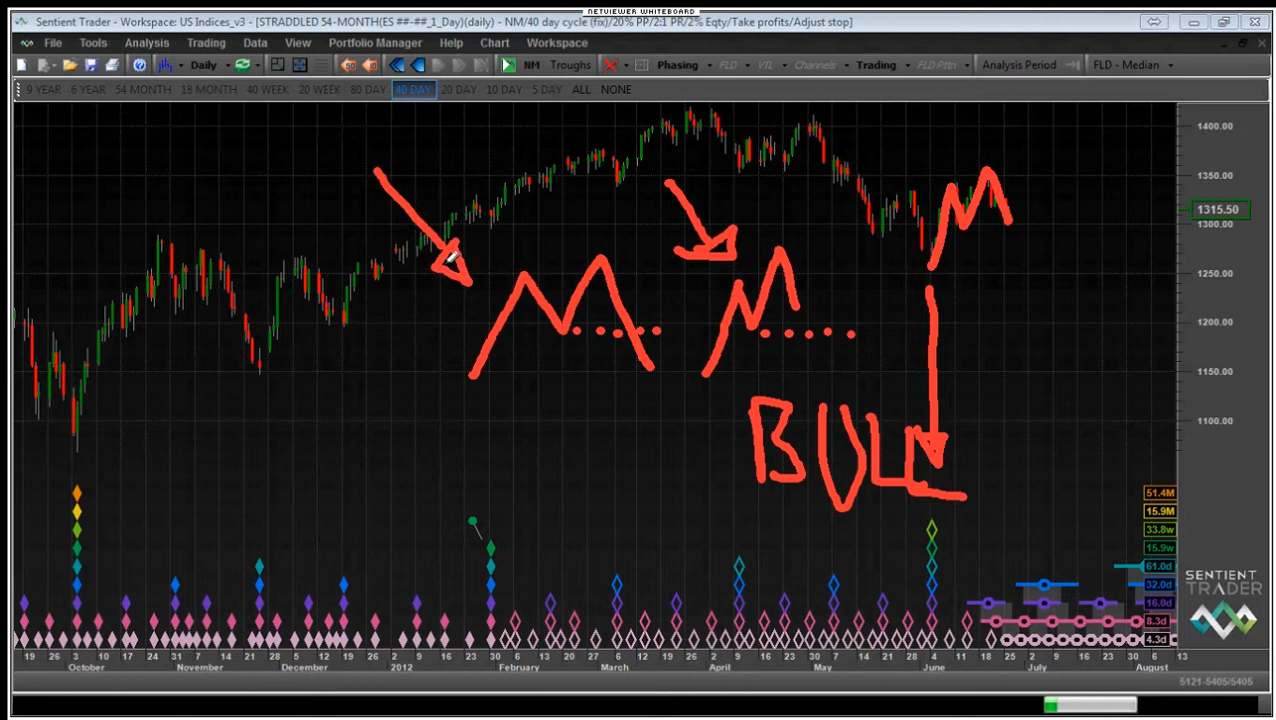 NETVIEWER WHITEBOARD
Sentient Trader - Workspace: US Indices_v3 - [STRADDLED 54-MONTH(ES ##-##_1_Day)(daily) - NM/40 day cycle (fix)/20% PP/2:1 PR/2% Eqty/Take profits/Adjust stop]
File Tools Analysis Trading Data View Portfolio Manager Help Chart Workspace
Daily NM Troughs Phasing FLD VTL Channels Trading FLD Pttn Analysis Period FLD - Median
9 YEAR 6 YEAR 54 MONTH 18 MONTH 40 WEEK 20 WEEK 80 DAY 40 DAY 20 DAY 10 DAY 5 DAY ALL NONE
1400.00
1350.00
1315.50
1300.00
1250.00
1200.00
1150.00
1100.00
BULL
51.4M
15.9M
33.8w
15.9w
61.0d
32.0d
16.0d
8.3d
4.3d
SENTIENT
TRADER
19 26 3 10 17 24 31 7 14 21 28 5 12 19 26 2 9 16 23 30 6 13 20 27 5 12 19 26 2 9 16 23 30 7 14 21 28 4 11 18 25 2 9 16 23 30 6 13
October November December 2012 February March April May June July August
5121-5405/5405